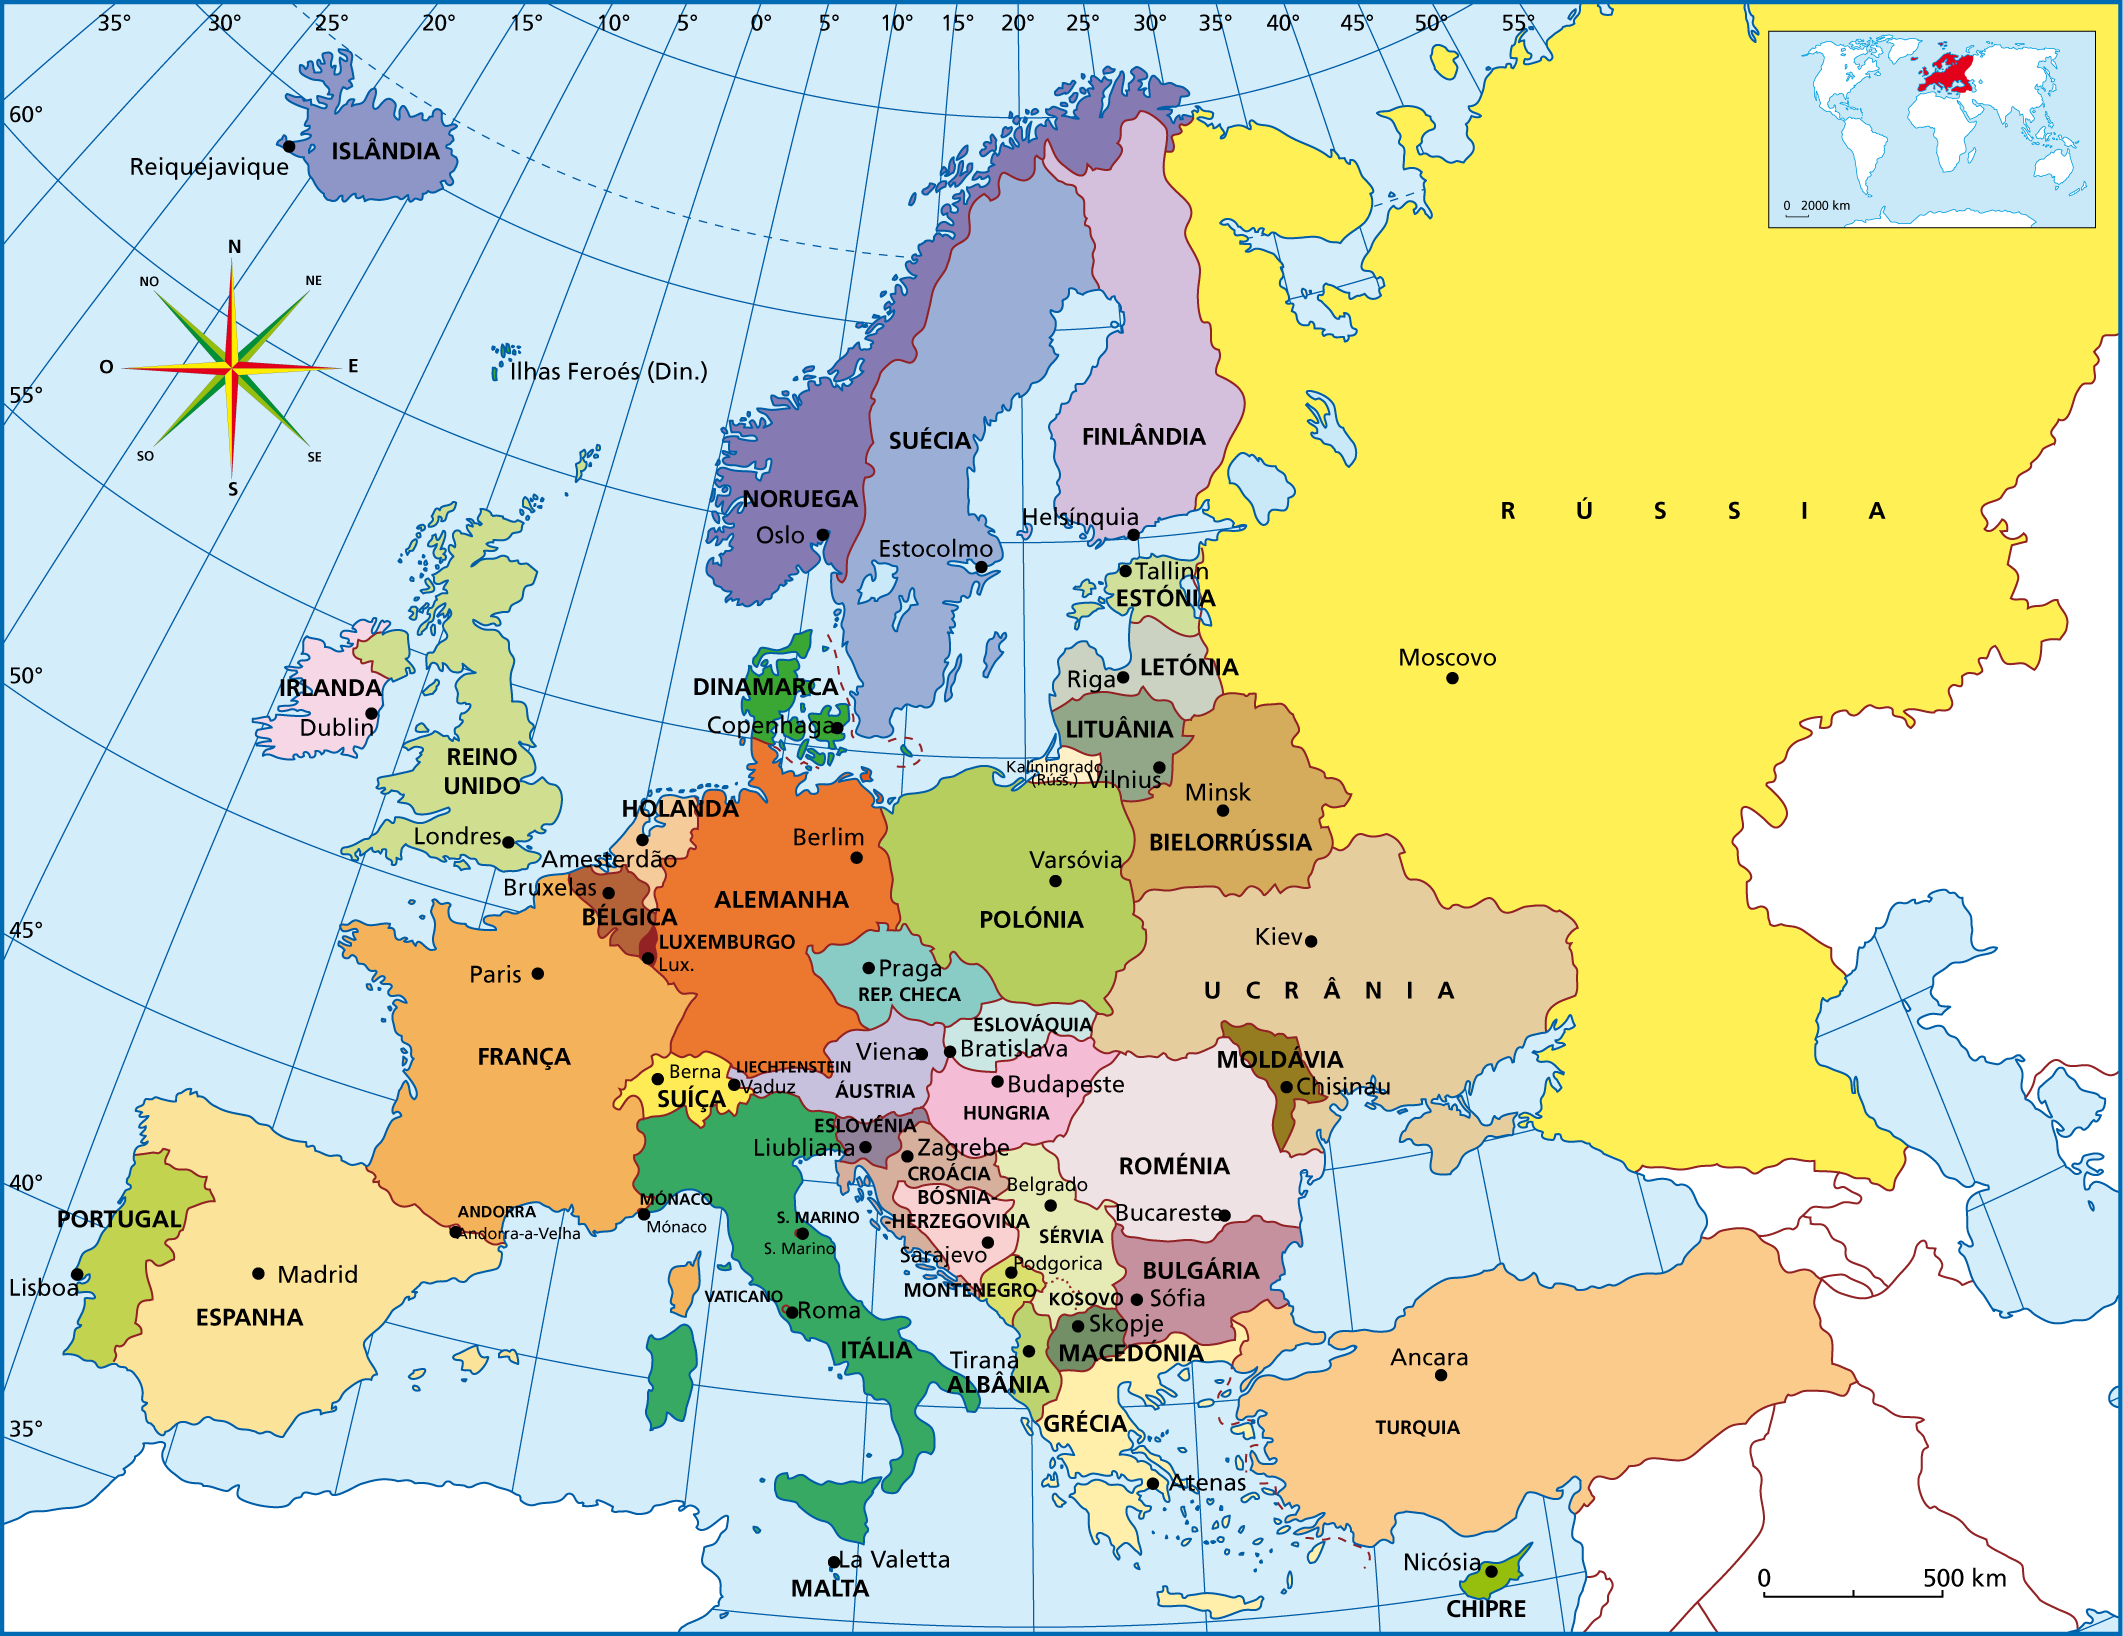 35° 30° 25° 20° 15° 10° 5° 0° 5° 10° 15° 20° 25° 30° 35° 40° 45° 50° 55°
60°
55°
50°
45°
40°
35°
0 2000 km
ISLÂNDIA
Reiquejavique
N
NO
NE
O
E
SO
SE
S
Ilhas Feroés (Din.)
SUÉCIA
FINLÂNDIA
NORUEGA
Oslo
Helsínquia
Estocolmo
R Ú S S I A
Tallinn
ESTÓNIA
Moscovo
LETÓNIA
Riga
IRLANDA
Dublin
DINAMARCA
Copenhaga
LITUÂNIA
Kaliningrado
(Rúss.)
Vilnius
REINO
UNIDO
Londres
Minsk
BIELORRÚSSIA
HOLANDA
Amesterdão
Berlim
Varsóvia
Bruxelas
BÉLGICA
ALEMANHA
POLÓNIA
LUXEMBURGO
Lux.
Kiev
Paris
Praga
REP. CHECA
U C R Â N I A
ESLOVÁQUIA
Bratislava
FRANÇA
Viena
MOLDÁVIA
Chisinau
LIECHTENSTEIN
Vaduz
Berna
SUÍÇA
ÁUSTRIA
Budapeste
HUNGRIA
ESLOVÉNIA
Liubliana
Zagrebe
CROÁCIA
ROMÉNIA
BÓSNIA-
-HERZEGOVINA
Belgrado
MÓNACO
Mónaco
ANDORRA
Andorra-a-Velha
S. MARINO
S. Marino
Bucareste
PORTUGAL
Lisboa
Madrid
ESPANHA
SÉRVIA
Sarajevo
Podgorica
MONTENEGRO
BULGÁRIA
Sófia
KOSOVO
VATICANO
Roma
ITÁLIA
Skopje
MACEDÓNIA
Tirana
ALBÂNIA
Ancara
TURQUIA
GRÉCIA
Atenas
La Valetta
MALTA
Nicósia
CHIPRE
0 500 km